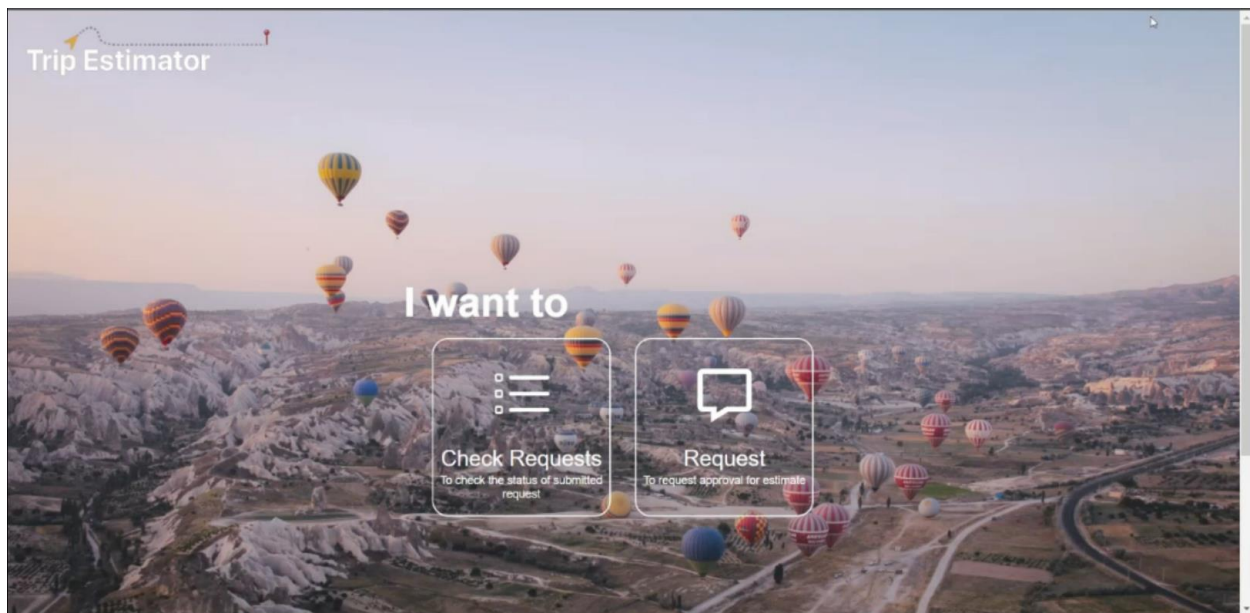 Trip Estimator
I want to
Check Requests
To check the status of submitted
request
Request
To request approval for estimate